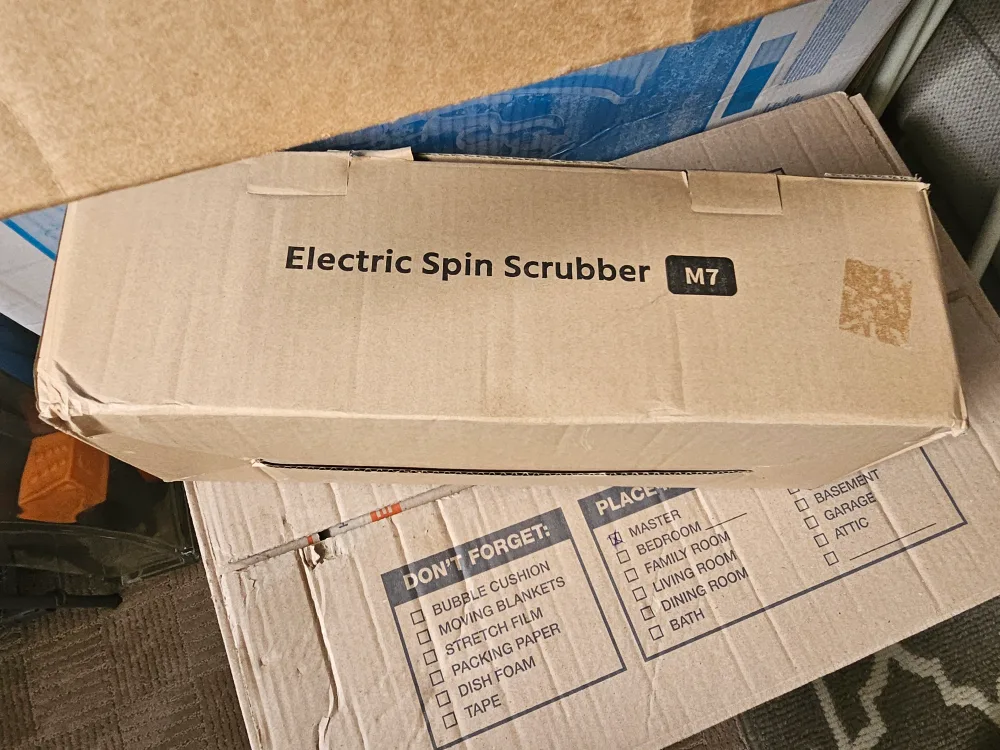 Electric Spin Scrubber M7
DON'T FORGET:
BUBBLE CUSHION
MOVING BLANKETS
STRETCH FILM
PACKING PAPER
DISH FOAM
TAPE
MASTER
BEDROOM
FAMILY ROOM
LIVING ROOM
DINING ROOM
BATH
BASEMENT
GARAGE
ATTIC